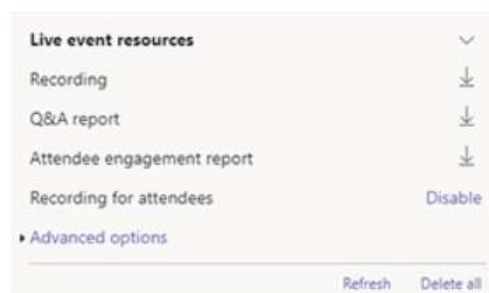 Live event resources
Recording
Q&A report
Attendee engagement report
Recording for attendees Disable
Advanced options
Refresh Delete all